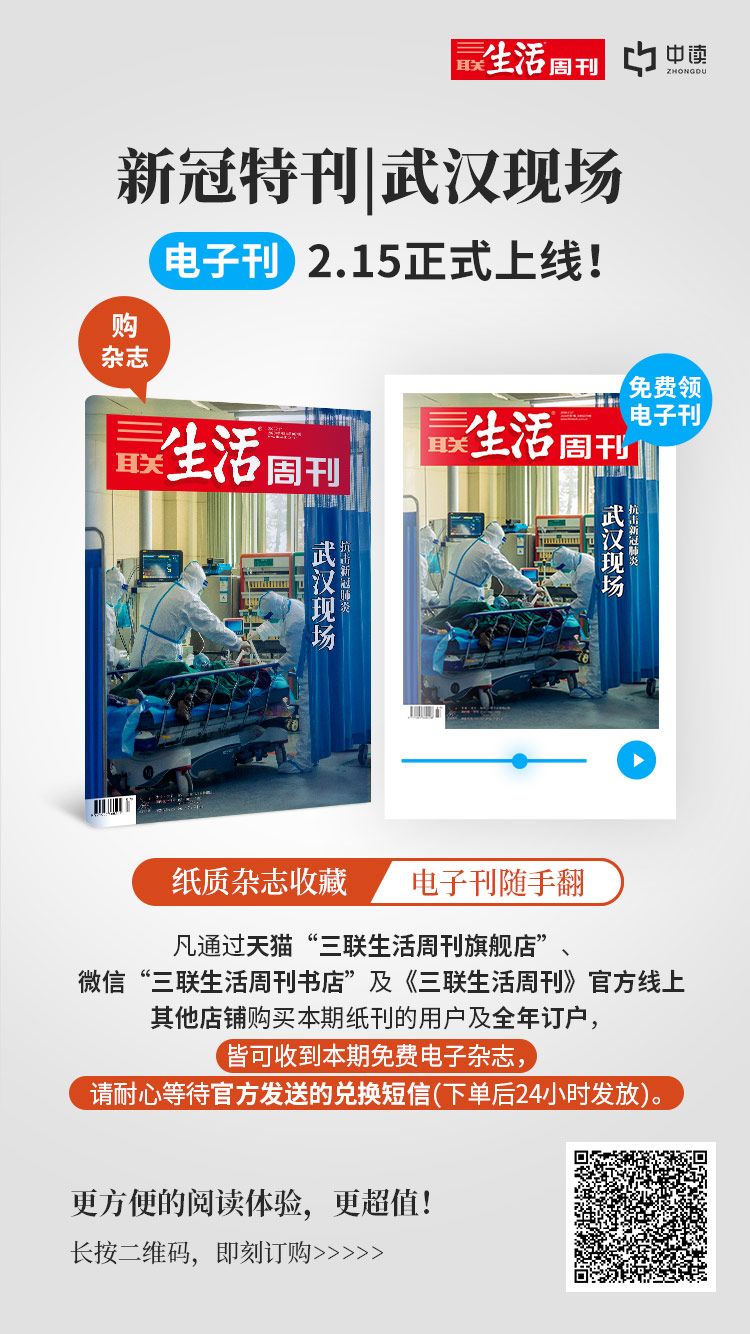 三联生活周刊 中读
ZHONGDU
新冠特刊|武汉现场
电子刊 2.15正式上线！
购
杂志
免费领
电子刊
三联生活周刊
抗击新冠肺炎
武汉现场
三联生活周刊
抗击新冠肺炎
武汉现场
纸质杂志收藏 电子刊随手翻
凡通过天猫“三联生活周刊旗舰店”、
微信“三联生活周刊书店”及《三联生活周刊》官方线上
其他店铺购买本期纸刊的用户及全年订户，
皆可收到本期免费电子杂志，
请耐心等待官方发送的兑换短信(下单后24小时发放)。
更方便的阅读体验，更超值！
长按二维码，即刻订购>>>>>